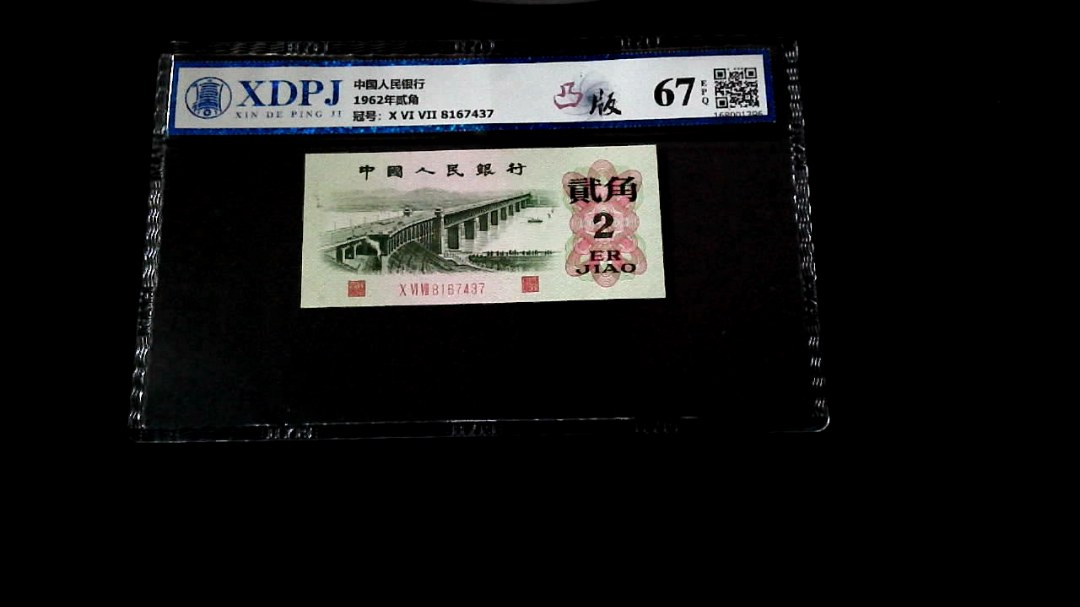 XDPJ
XIN DE PING JI
中国人民银行
1962年贰角
冠号: X VI VII 8167437
凸版
67
EPQ
中國人民銀行
貳角
2
ER
JIAO
X VI VII 8167437